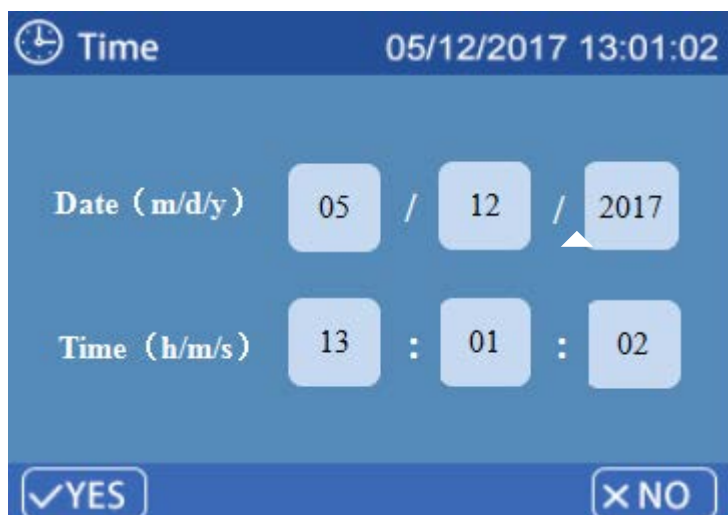 Time 05/12/2017 13:01:02
Date（m/d/y） 05 / 12 / 2017
Time（h/m/s） 13 : 01 : 02
YES NO